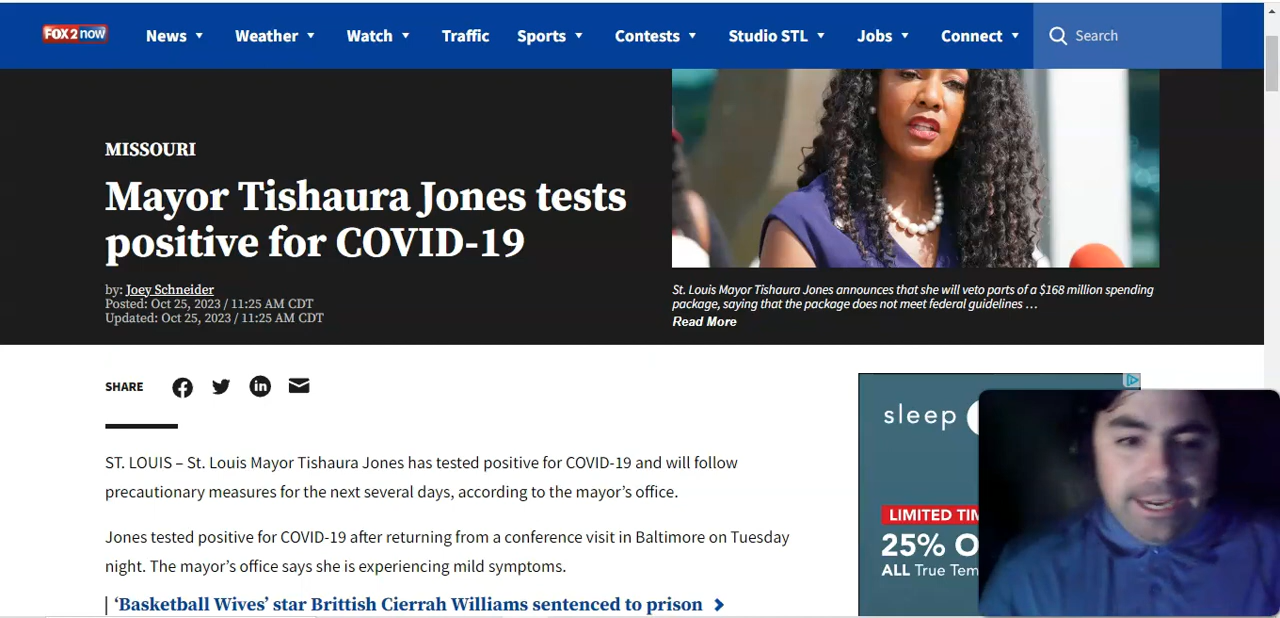 FOX 2 now
News
Weather
Watch
Traffic
Sports
Contests
Studio STL
Jobs
Connect
Search
MISSOURI
Mayor Tishaura Jones tests
positive for COVID-19
by: Joey Schneider
Posted: Oct 25, 2023 / 11:25 AM CDT
Updated: Oct 25, 2023 / 11:25 AM CDT
St. Louis Mayor Tishaura Jones announces that she will veto parts of a $168 million spending
package, saying that the package does not meet federal guidelines …
Read More
SHARE
in
ST. LOUIS – St. Louis Mayor Tishaura Jones has tested positive for COVID-19 and will follow
precautionary measures for the next several days, according to the mayor’s office.
Jones tested positive for COVID-19 after returning from a conference visit in Baltimore on Tuesday
night. The mayor’s office says she is experiencing mild symptoms.
‘Basketball Wives’ star Brittish Cierrah Williams sentenced to prison
sleep
LIMITED
25%
ALL True